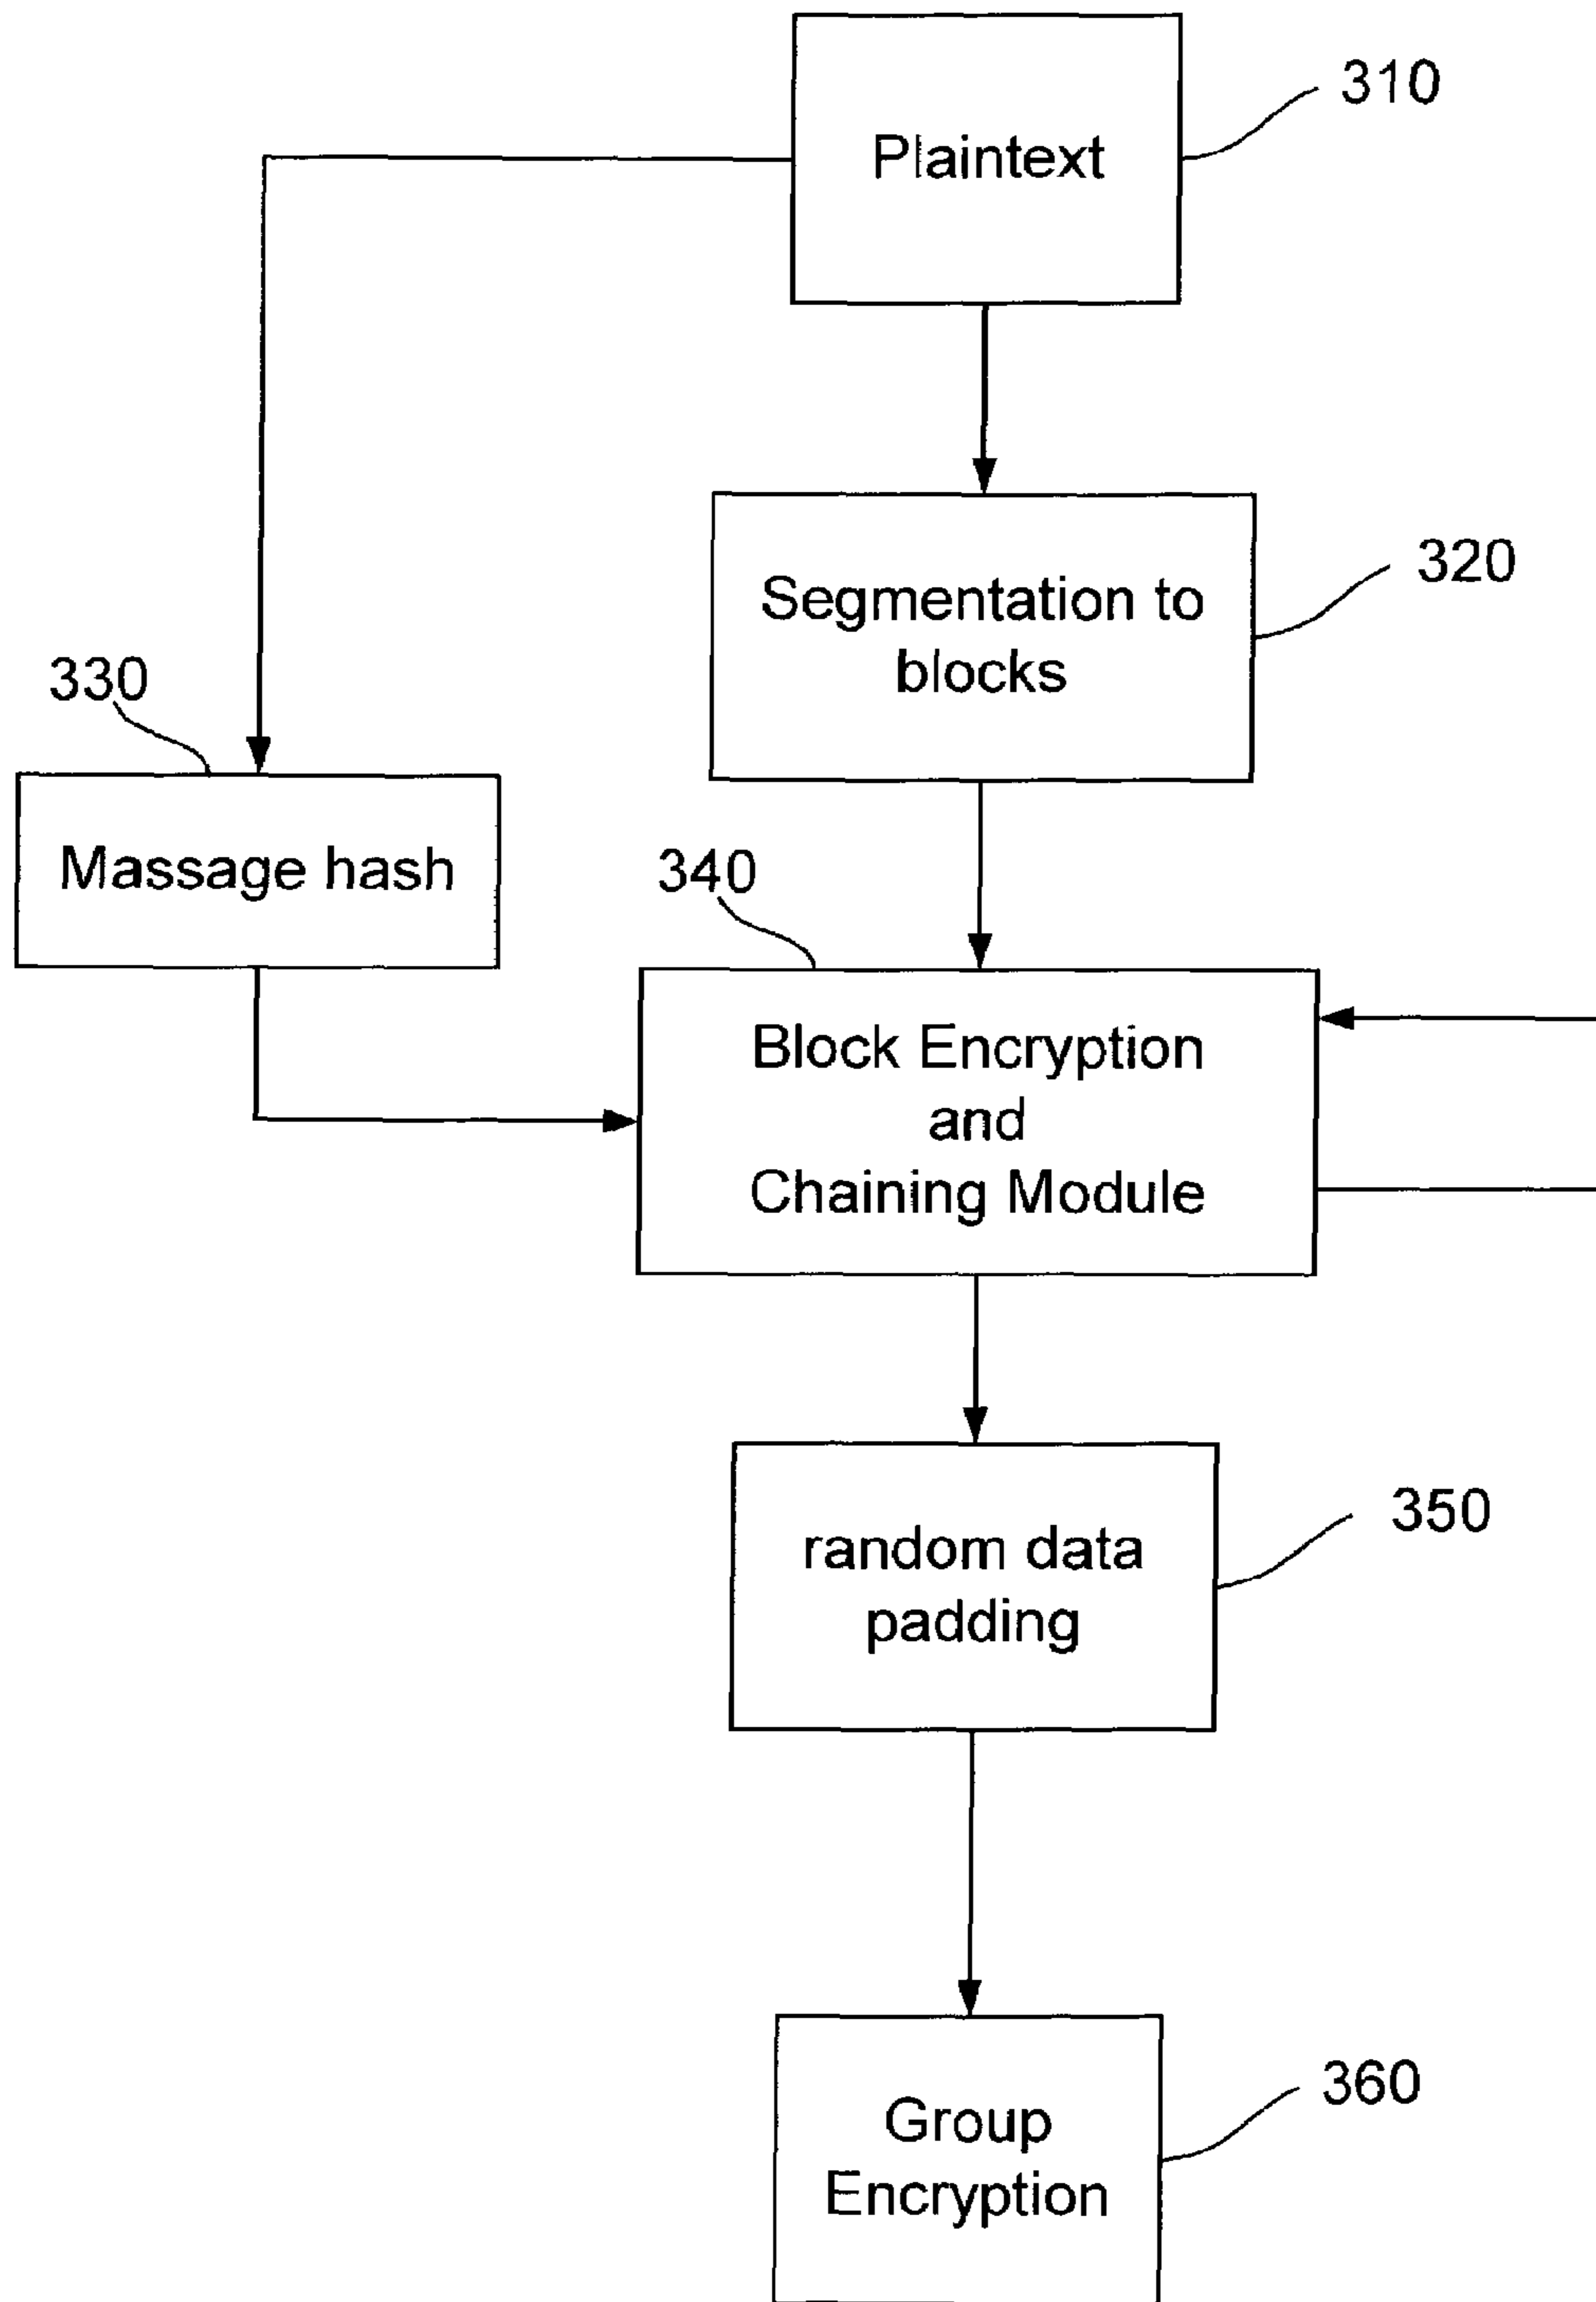 310
Plaintext
320
Segmentation to
blocks
330
Massage hash
340
Block Encryption
and
Chaining Module
350
random data
padding
360
Group
Encryption